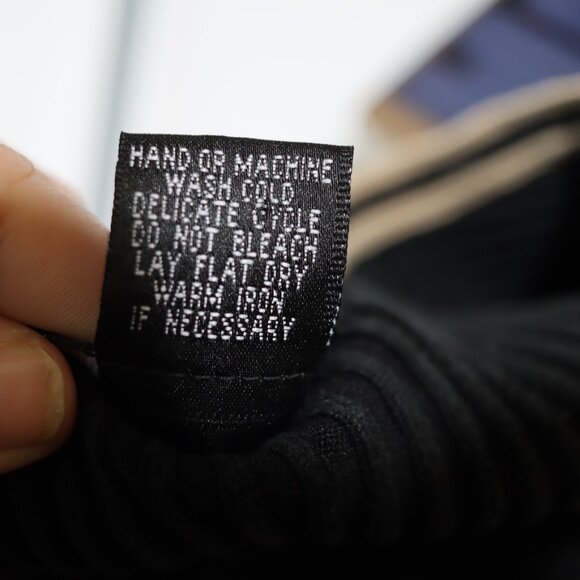 HAND OR MACHINE
WASH COLD
DELICATE CYCLE
DO NOT BLEACH
LAY FLAT DRY
WARM IRON
IF NECESSARY